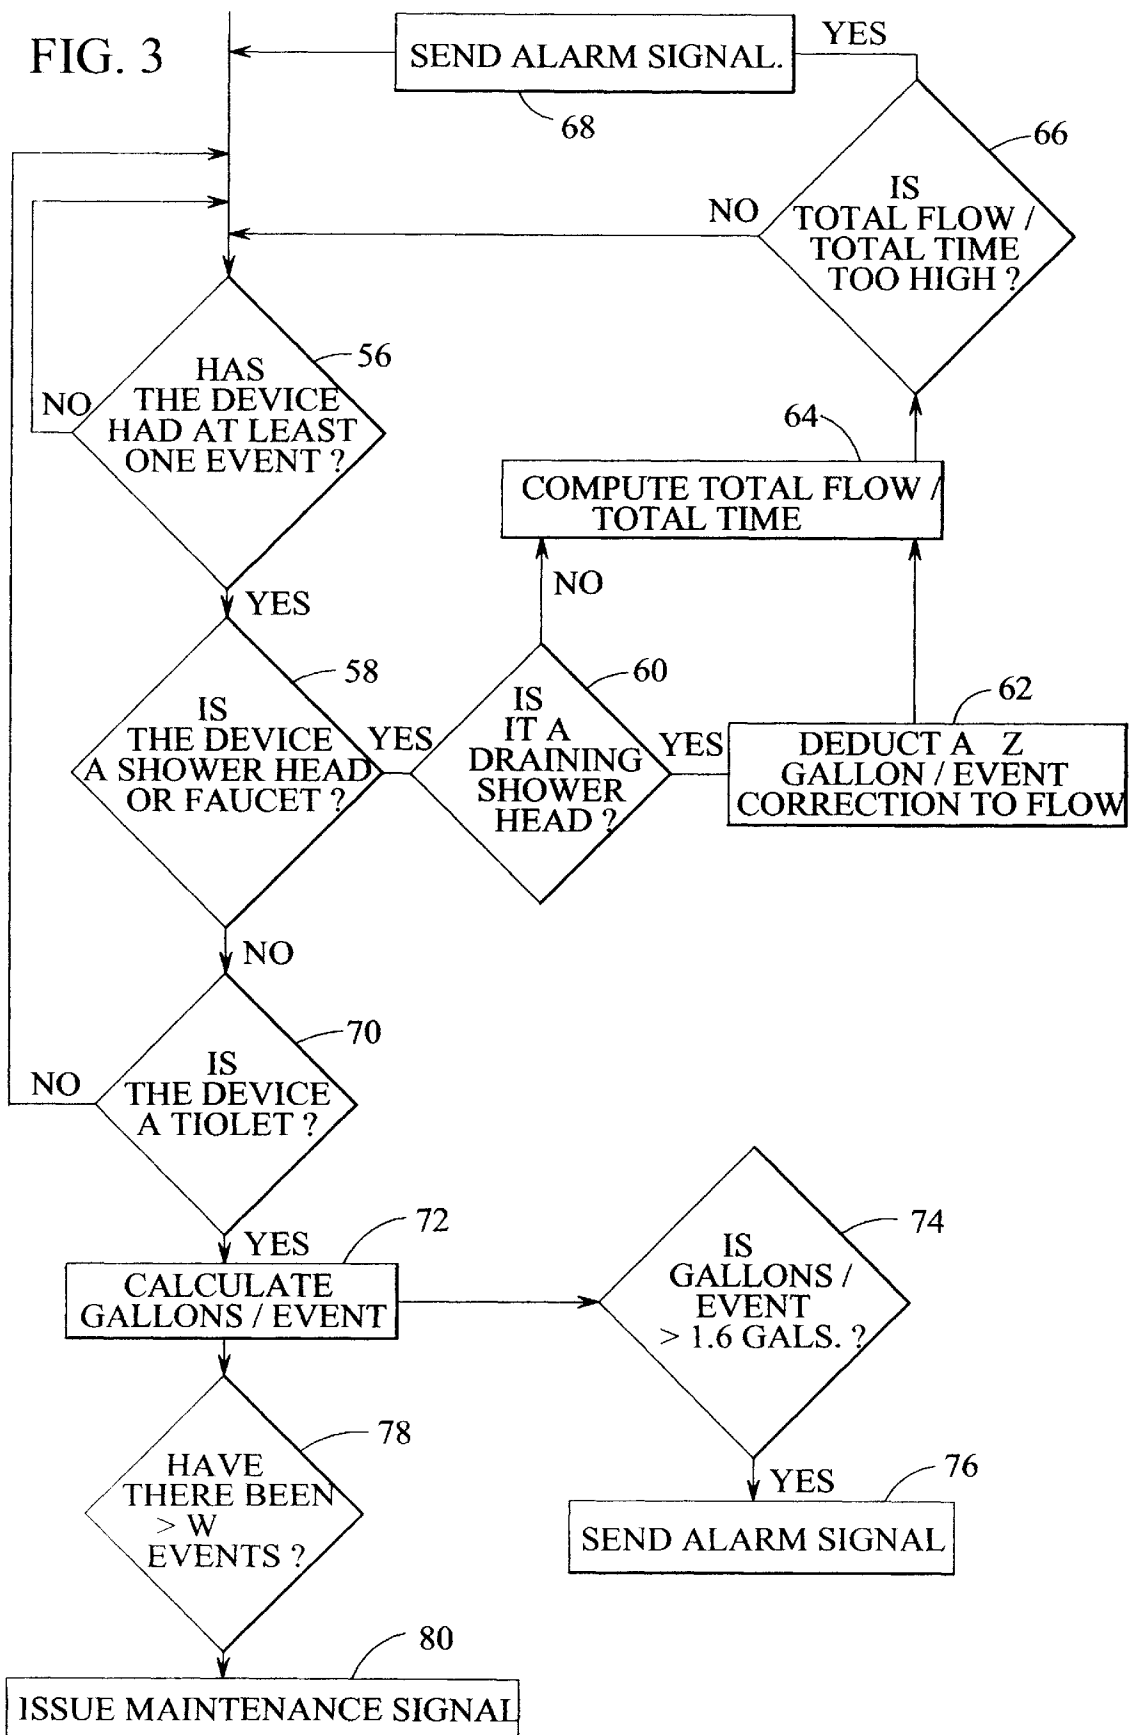 FIG. 3
SEND ALARM SIGNAL.
YES
68
66
IS
TOTAL FLOW /
TOTAL TIME
TOO HIGH ?
NO
56
HAS
THE DEVICE
HAD AT LEAST
ONE EVENT ?
NO
64
COMPUTE TOTAL FLOW /
TOTAL TIME
NO
YES
58
IS
THE DEVICE
A SHOWER HEAD
OR FAUCET ?
YES
60
IS
IT A
DRAINING
SHOWER
HEAD ?
YES
62
DEDUCT A Z
GALLON / EVENT
CORRECTION TO FLOW
NO
70
IS
THE DEVICE
A TIOLET ?
NO
YES
72
CALCULATE
GALLONS / EVENT
74
IS
GALLONS /
EVENT
> 1.6 GALS. ?
YES
76
SEND ALARM SIGNAL
78
HAVE
THERE BEEN
> W
EVENTS ?
80
ISSUE MAINTENANCE SIGNAL